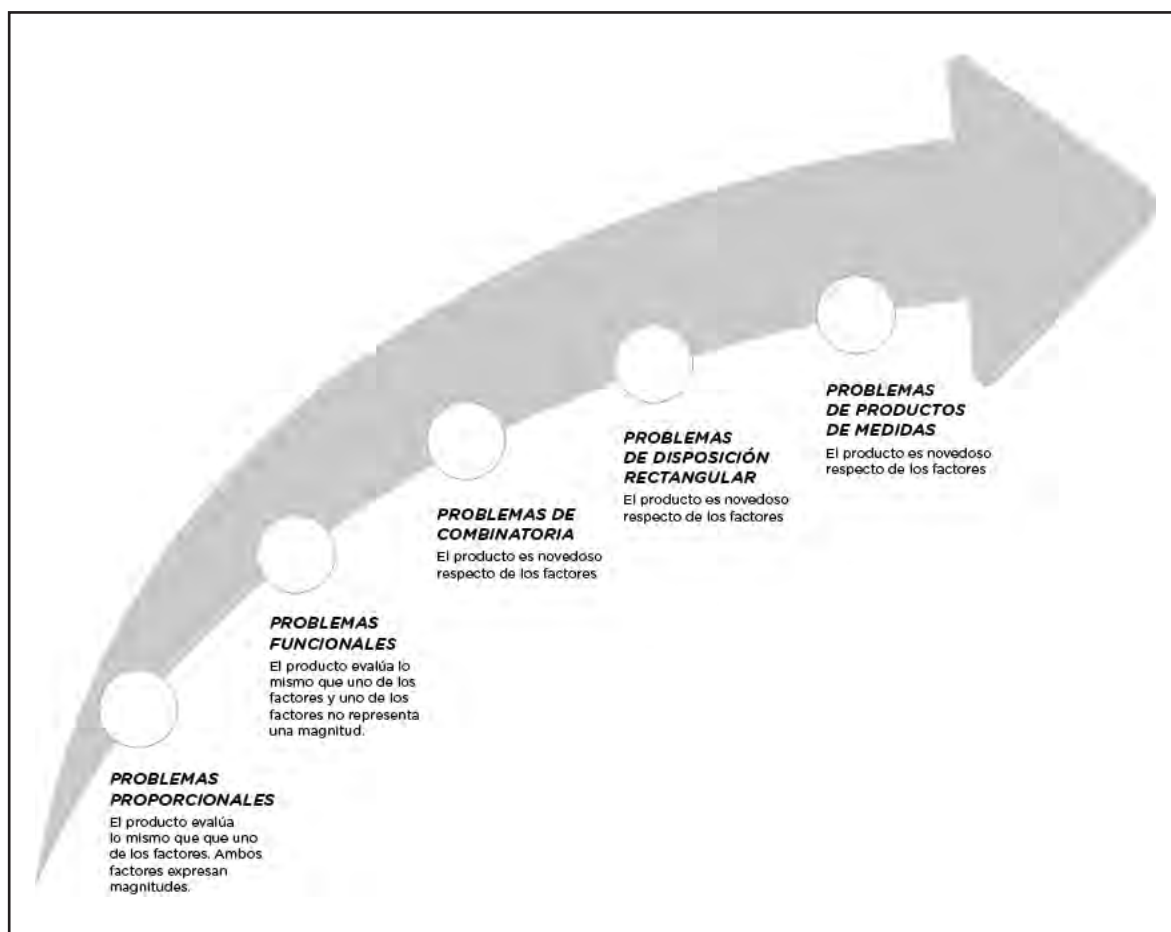 PROBLEMAS
PROPORCIONALES
El producto evalúa
lo mismo que que uno
de los factores. Ambos
factores expresan
magnitudes.
PROBLEMAS
FUNCIONALES
El producto evalúa lo
mismo que uno de los
factores y uno de los
factores no representa
una magnitud.
PROBLEMAS DE
COMBINATORIA
El producto es novedoso
respecto de los factores
PROBLEMAS
DE DISPOSICIÓN
RECTANGULAR
El producto es novedoso
respecto de los factores
PROBLEMAS
DE PRODUCTOS
DE MEDIDAS
El producto es novedoso
respecto de los factores